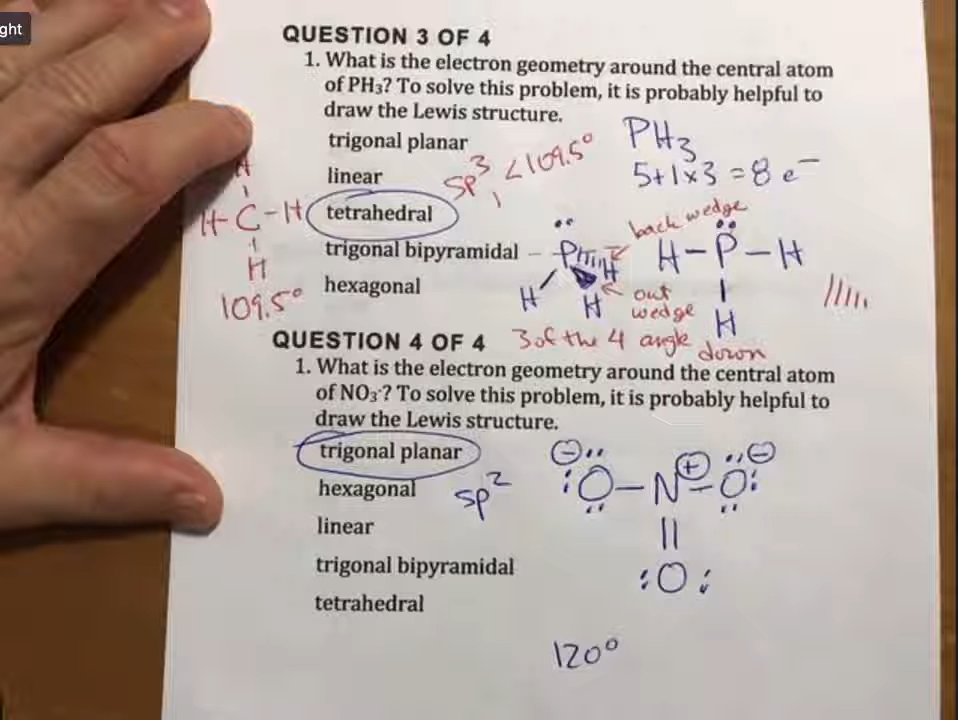 ght
QUESTION 3 OF 4
1. What is the electron geometry around the central atom
of PH₃? To solve this problem, it is probably helpful to
draw the Lewis structure.
trigonal planar
linear
tetrahedral
trigonal bipyramidal
hexagonal
PH₃
5+1×3 = 8 e⁻
sp³, <109.5°
H
H-C-H
H
109.5°
P H
H H
back wedge
out
wedge
H-P-H
H
3 of the 4 angle down
QUESTION 4 OF 4
1. What is the electron geometry around the central atom
of NO₃⁻? To solve this problem, it is probably helpful to
draw the Lewis structure.
trigonal planar
hexagonal
linear
trigonal bipyramidal
tetrahedral
sp²
⊖ ⊕ ⊖
:O-N-O:
||
:O:
120°